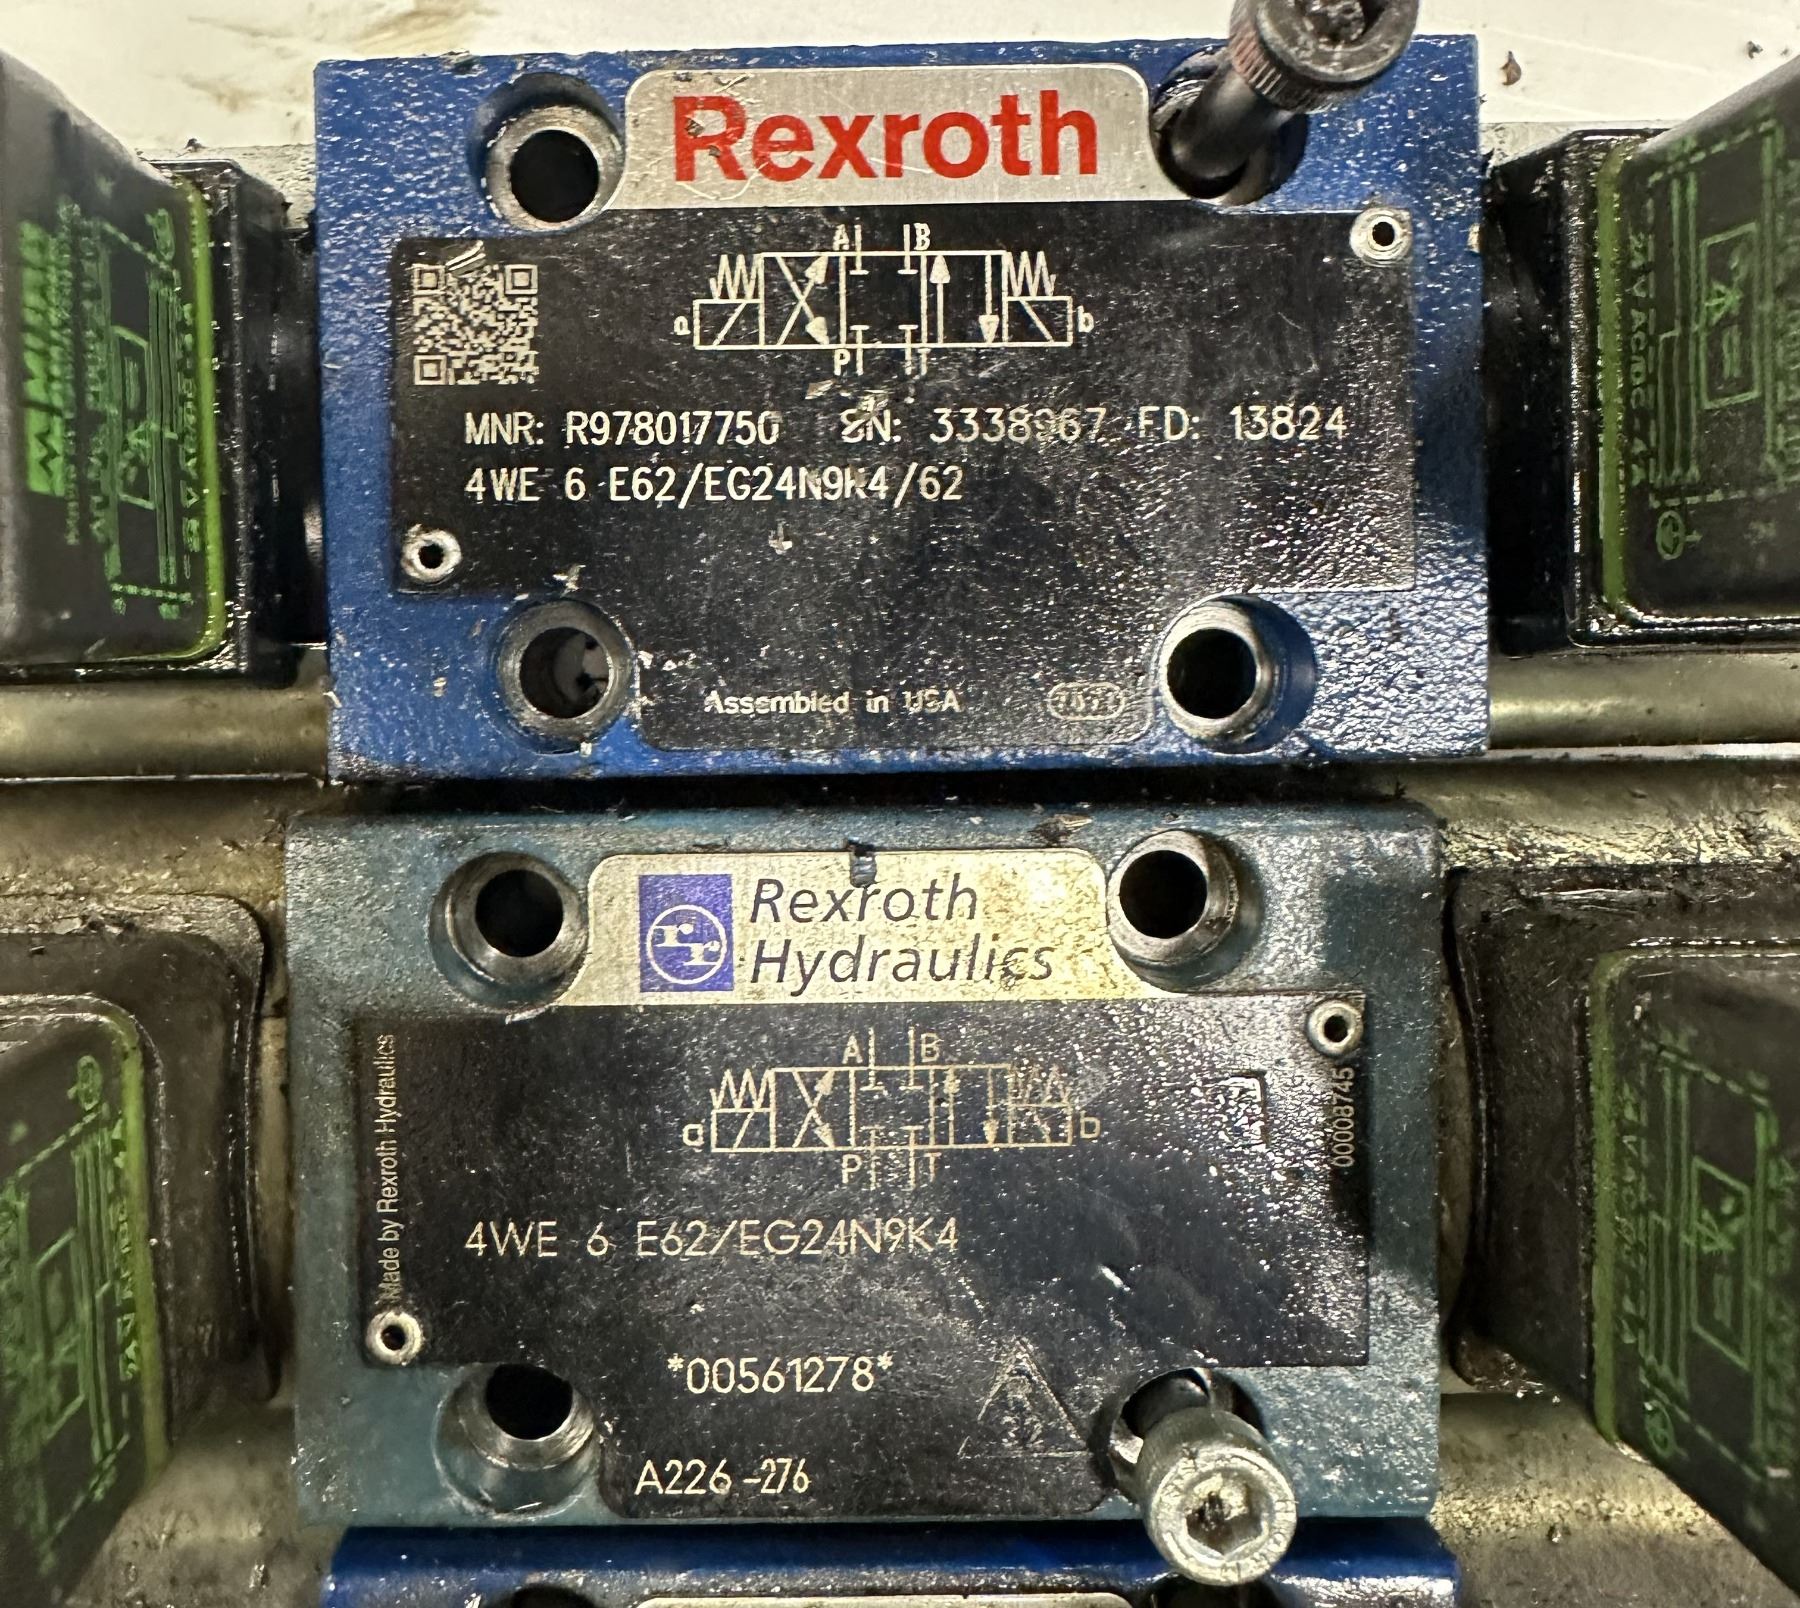 Rexroth
A B
a b
P T
MNR: R978017750 SN: 3338967 FD: 13824
4WE 6 E62/EG24N9K4/62
Assembled in USA
Rexroth
Hydraulics
Made by Rexroth Hydraulics
A B
a b
P T
00008745
4WE 6 E62/EG24N9K4
*00561278*
A226-276